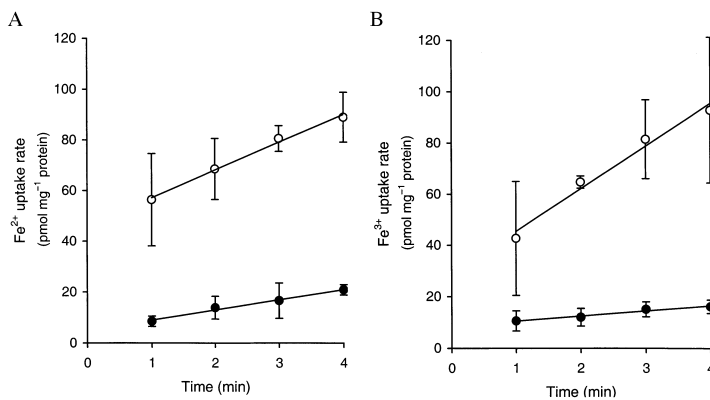 A
120
100
80
60
40
20
0
Fe²⁺ uptake rate
(pmol mg⁻¹ protein)
0 1 2 3 4
Time (min)
B
120
100
80
60
40
20
0
Fe³⁺ uptake rate
(pmol mg⁻¹ protein)
0 1 2 3 4
Time (min)